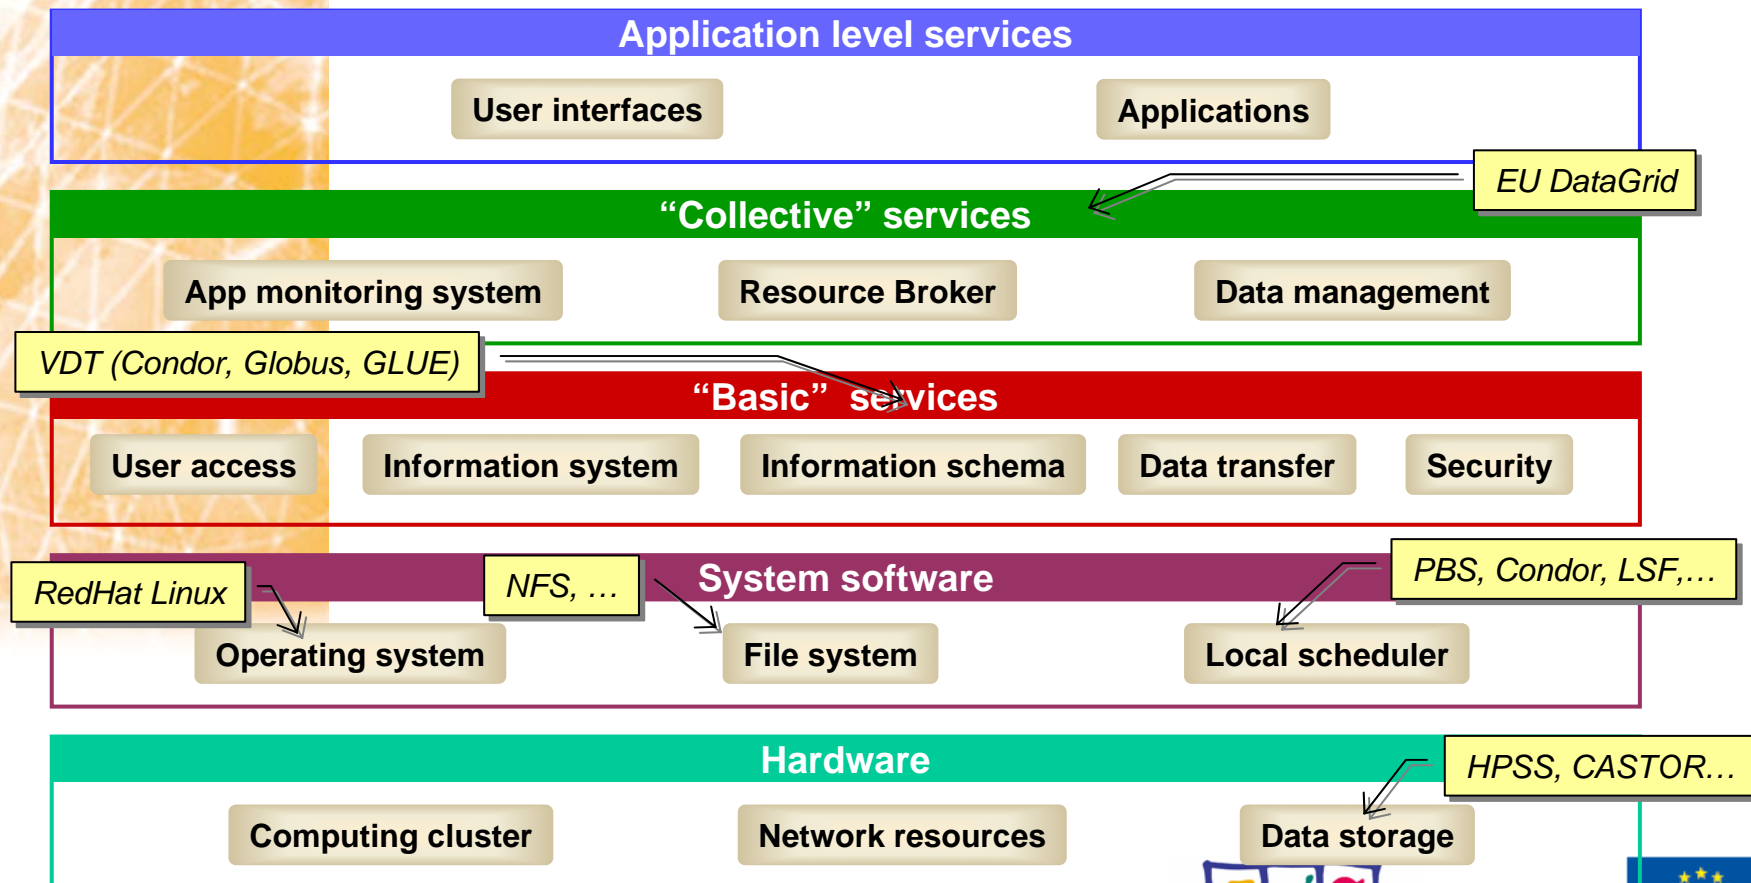 Application level services
User interfaces
Applications
EU DataGrid
“Collective” services
App monitoring system
Resource Broker
Data management
VDT (Condor, Globus, GLUE)
“Basic” services
User access
Information system
Information schema
Data transfer
Security
RedHat Linux
NFS, …
System software
PBS, Condor, LSF,…
Operating system
File system
Local scheduler
Hardware
HPSS, CASTOR…
Computing cluster
Network resources
Data storage